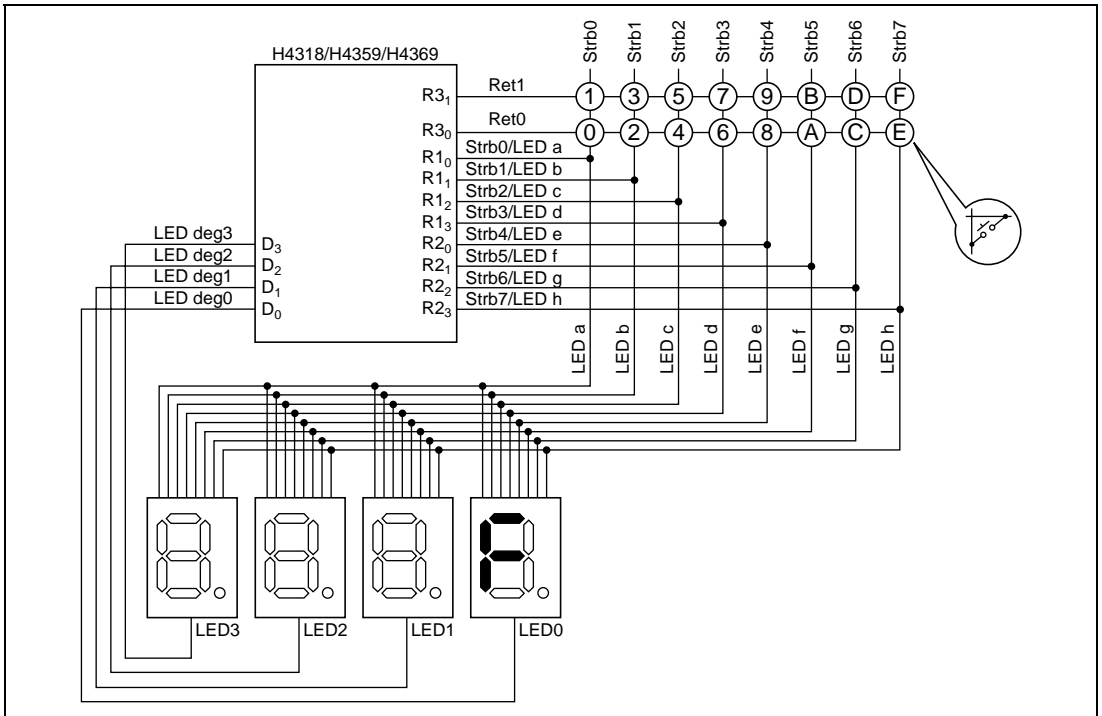 Strb0 Strb1 Strb2 Strb3 Strb4 Strb5 Strb6 Strb7
H4318/H4359/H4369
R3₁ Ret1 1 3 5 7 9 B D F
R3₀ Ret0 0 2 4 6 8 A C E
R1₀ Strb0/LED a
R1₁ Strb1/LED b
R1₂ Strb2/LED c
R1₃ Strb3/LED d
LED deg3 D₃ R2₀ Strb4/LED e
LED deg2 D₂ R2₁ Strb5/LED f
LED deg1 D₁ R2₂ Strb6/LED g
LED deg0 D₀ R2₃ Strb7/LED h
LED a LED b LED c LED d LED e LED f LED g LED h
F
LED3 LED2 LED1 LED0